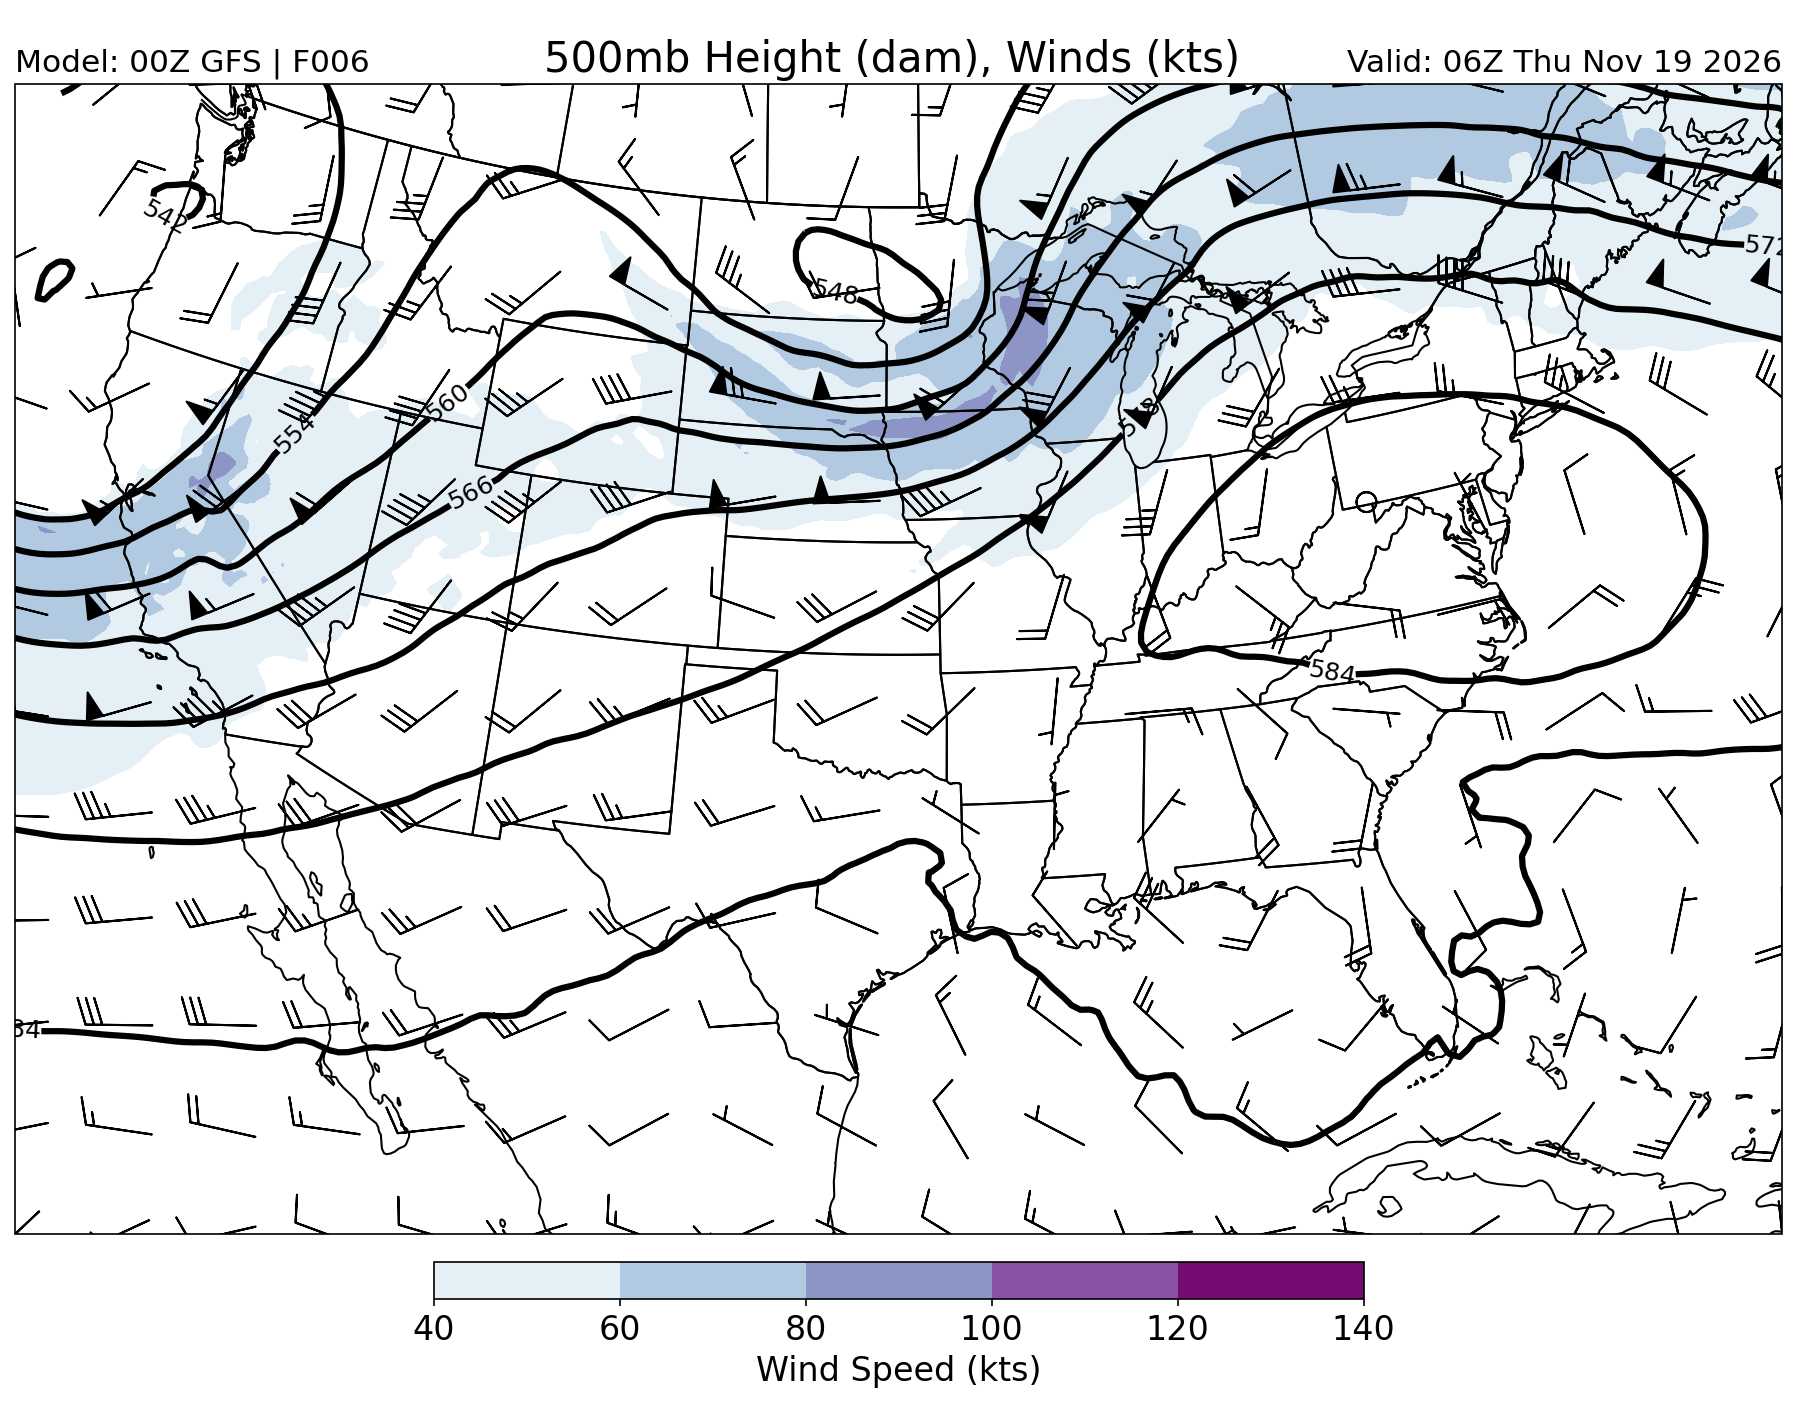 Model: 00Z GFS | F006
500mb Height (dam), Winds (kts)
Valid: 06Z Thu Nov 19 2026
542
572
548
560
554
566
584
40 60 80 100 120 140
Wind Speed (kts)